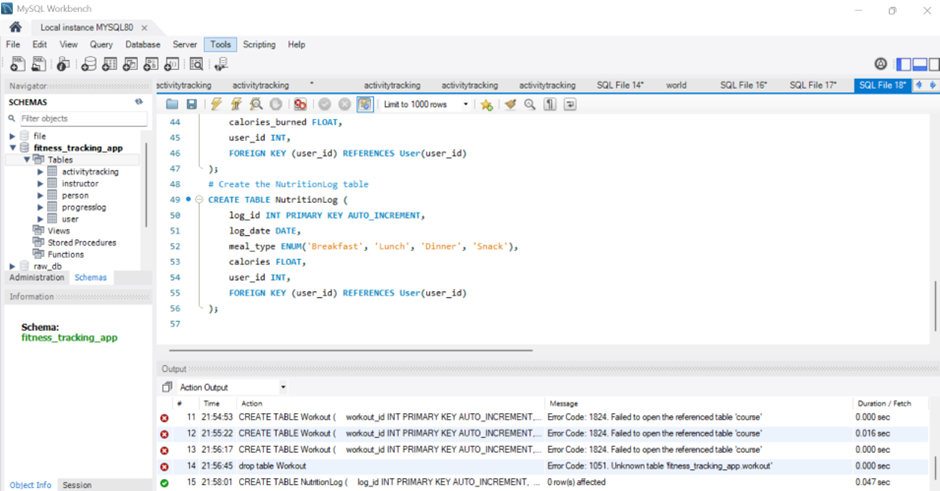 MySQL Workbench
Local instance MYSQL80
File Edit View Query Database Server Tools Scripting Help
Navigator
SCHEMAS
Filter objects
file
fitness_tracking_app
Tables
activitytracking
instructor
person
progresslog
user
Views
Stored Procedures
Functions
raw_db
Administration Schemas
Information
Schema:
fitness_tracking_app
Object Info Session
activitytracking activitytracking * activitytracking activitytracking activitytracking SQL File 14* world SQL File 16* SQL File 17* SQL File 18*
Limit to 1000 rows
44 calories_burned FLOAT,
45 user_id INT,
46 FOREIGN KEY (user_id) REFERENCES User(user_id)
47 );
48 # Create the NutritionLog table
49 CREATE TABLE NutritionLog (
50 log_id INT PRIMARY KEY AUTO_INCREMENT,
51 log_date DATE,
52 meal_type ENUM('Breakfast', 'Lunch', 'Dinner', 'Snack'),
53 calories FLOAT,
54 user_id INT,
55 FOREIGN KEY (user_id) REFERENCES User(user_id)
56 );
57
Output
Action Output
# Time Action Message Duration / Fetch
11 21:54:53 CREATE TABLE Workout ( workout_id INT PRIMARY KEY AUTO_INCREMENT,... Error Code: 1824. Failed to open the referenced table 'course' 0.000 sec
12 21:55:22 CREATE TABLE Workout ( workout_id INT PRIMARY KEY AUTO_INCREMENT,... Error Code: 1824. Failed to open the referenced table 'course' 0.016 sec
13 21:56:17 CREATE TABLE Workout ( workout_id INT PRIMARY KEY AUTO_INCREMENT,... Error Code: 1824. Failed to open the referenced table 'course' 0.000 sec
14 21:56:45 drop table Workout Error Code: 1051. Unknown table 'fitness_tracking_app.workout' 0.000 sec
15 21:58:01 CREATE TABLE NutritionLog ( log_id INT PRIMARY KEY AUTO_INCREMENT, ... 0 row(s) affected 0.047 sec